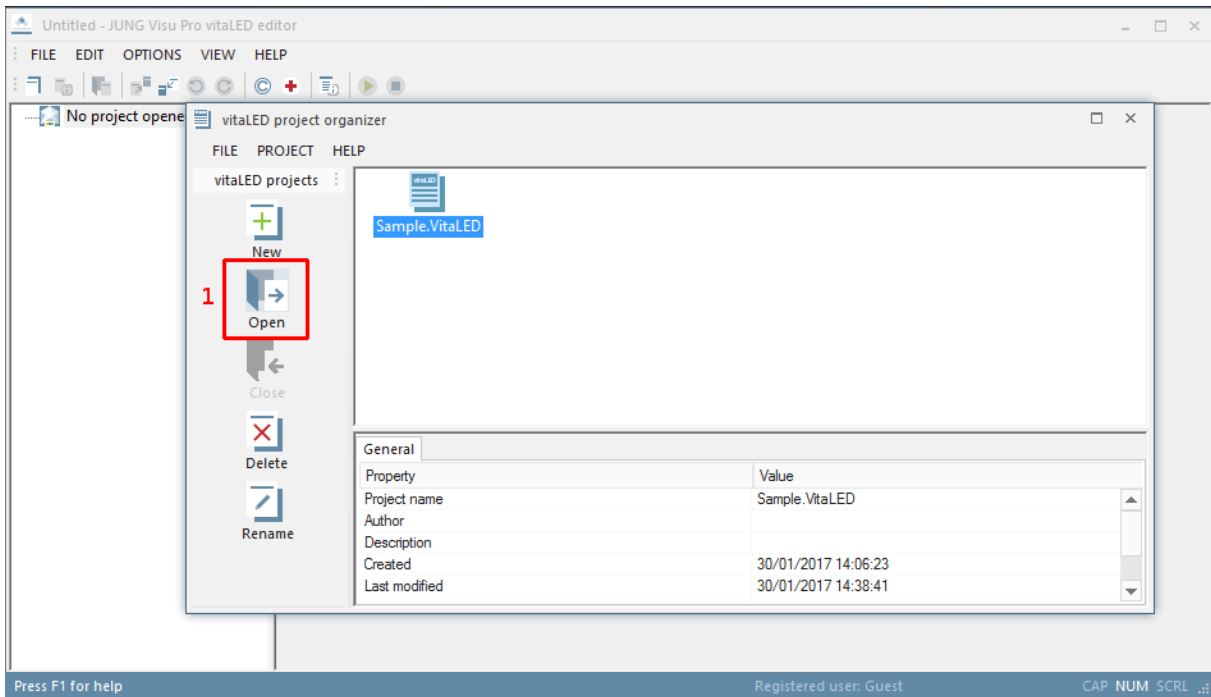 Untitled - JUNG Visu Pro vitaLED editor
FILE EDIT OPTIONS VIEW HELP
No project opene
vitaLED project organizer
FILE PROJECT HELP
vitaLED projects
New
1
Open
Close
Delete
Rename
vitaLED
Sample.VitaLED
General
Property Value
Project name Sample.VitaLED
Author
Description
Created 30/01/2017 14:06:23
Last modified 30/01/2017 14:38:41
Press F1 for help Registered user: Guest CAP NUM SCRL